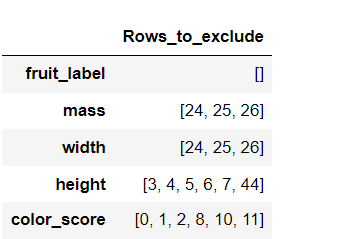 Rows_to_exclude
fruit_label []
mass [24, 25, 26]
width [24, 25, 26]
height [3, 4, 5, 6, 7, 44]
color_score [0, 1, 2, 8, 10, 11]